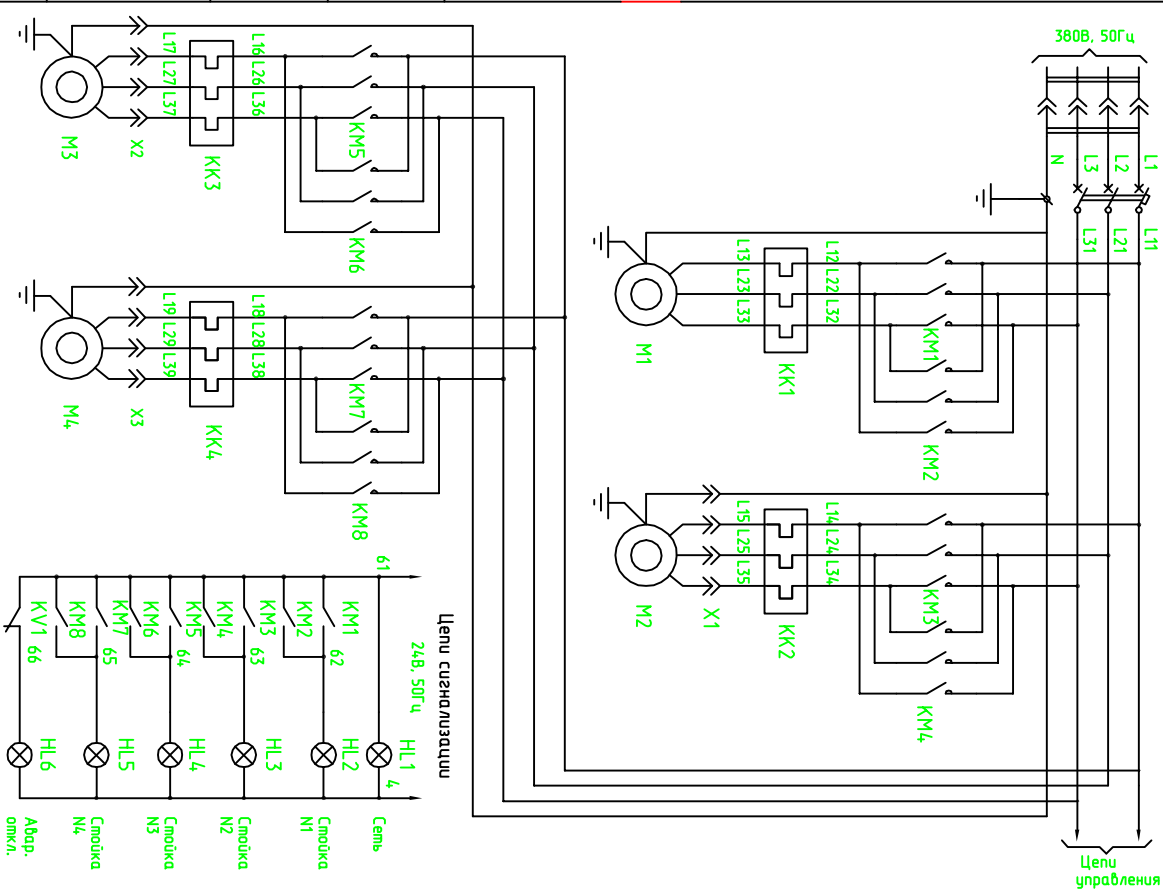 380В, 50Гц
N
L3
L2
L1
L31
L21
L11
L17
L27
L37
L16
L26
L36
M3
X2
KK3
KM5
KM6
L19
L29
L39
L18
L28
L38
M4
X3
KK4
KM7
KM8
L13
L23
L33
L12
L22
L32
M1
KK1
KM1
KM2
L15
L25
L35
L14
L24
L34
M2
X1
KK2
KM3
KM4
61
Цепи сигнализации
24В, 50Гц
KV1
KM8
KM7
KM6
KM5
KM4
KM3
KM2
KM1
66
65
64
63
62
HL6
HL5
HL4
HL3
HL2
HL1
4
Авар.
откл.
Стойка
N4
Стойка
N3
Стойка
N2
Стойка
N1
Сеть
Цепи
управления